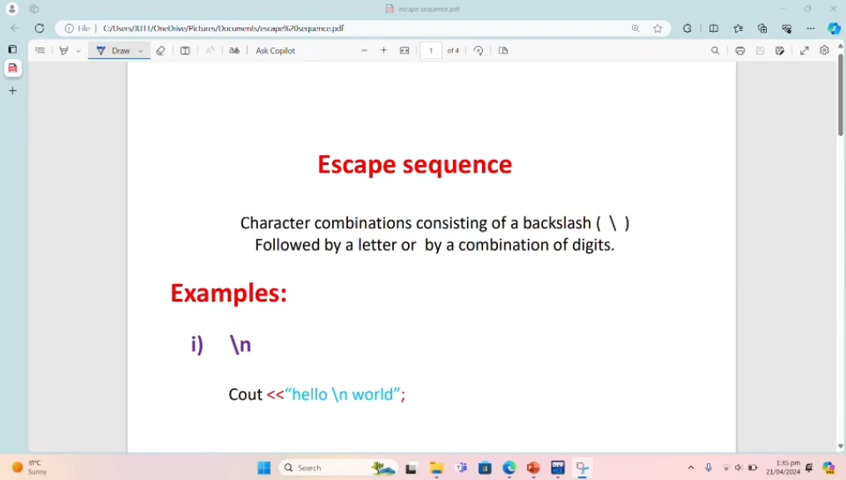 escape sequence.pdf
File
C:/Users/JUTT/OneDrive/Pictures/Documents/escape%20sequence.pdf
Draw
Ask Copilot
1 of 4
Escape sequence
Character combinations consisting of a backslash ( \ )
Followed by a letter or by a combination of digits.
Examples:
i) \n
Cout <<“hello \n world”;
Sunny
Search
1:35 pm
21/04/2024